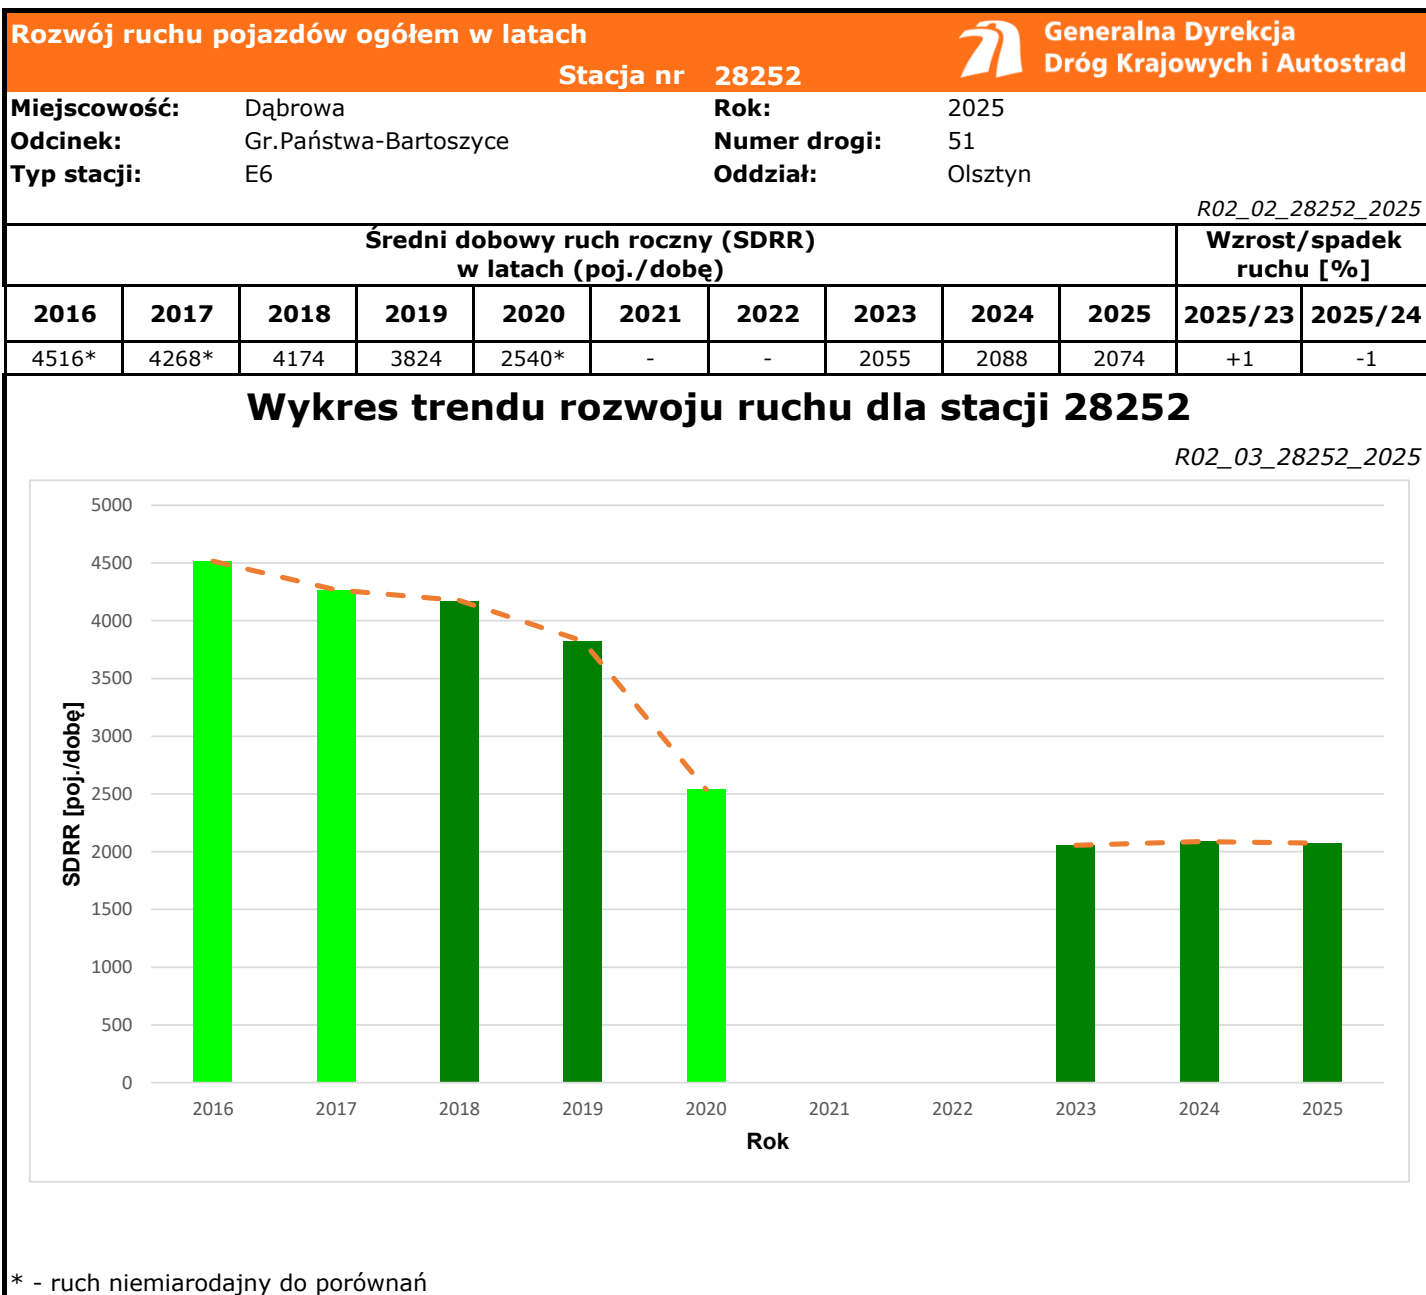 Rozwój ruchu pojazdów ogółem w latach
Stacja nr 28252
Generalna Dyrekcja
Dróg Krajowych i Autostrad
Miejscowość: Dąbrowa Rok: 2025
Odcinek: Gr.Państwa-Bartoszyce Numer drogi: 51
Typ stacji: E6 Oddział: Olsztyn
R02_02_28252_2025
Średni dobowy ruch roczny (SDRR)
w latach (poj./dobę)
Wzrost/spadek
ruchu [%]
2016 2017 2018 2019 2020 2021 2022 2023 2024 2025 2025/23 2025/24
4516* 4268* 4174 3824 2540* - - 2055 2088 2074 +1 -1
Wykres trendu rozwoju ruchu dla stacji 28252
R02_03_28252_2025
SDRR [poj./dobę]
5000
4500
4000
3500
3000
2500
2000
1500
1000
500
0
2016 2017 2018 2019 2020 2021 2022 2023 2024 2025
Rok
* - ruch niemiarodajny do porównań